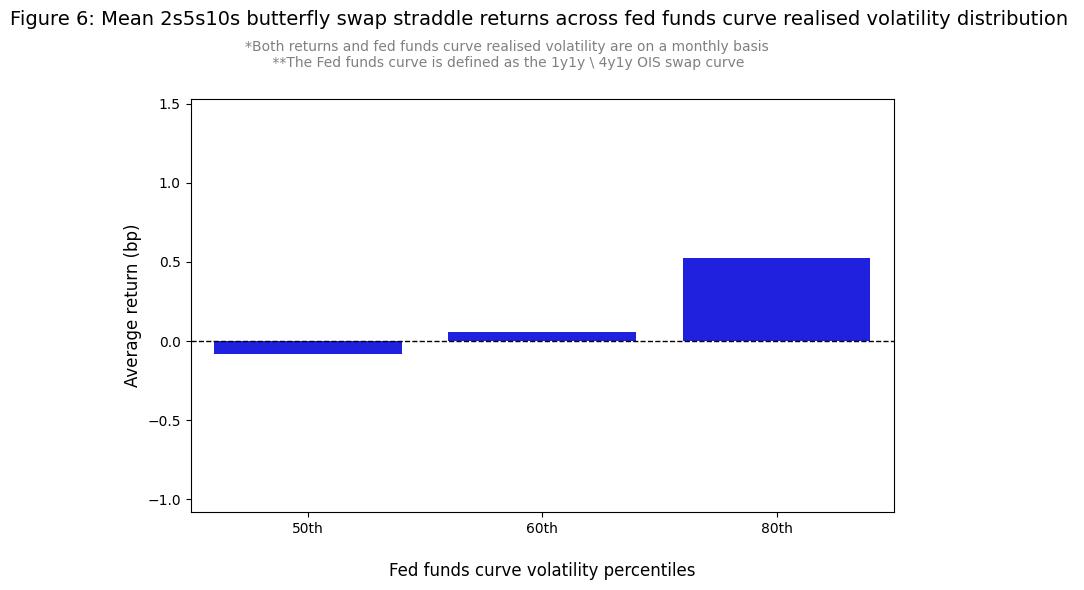 Figure 6: Mean 2s5s10s butterfly swap straddle returns across fed funds curve realised volatility distribution
*Both returns and fed funds curve realised volatility are on a monthly basis
**The Fed funds curve is defined as the 1y1y \ 4y1y OIS swap curve
Average return (bp)
1.5
1.0
0.5
0.0
−0.5
−1.0
50th
60th
80th
Fed funds curve volatility percentiles